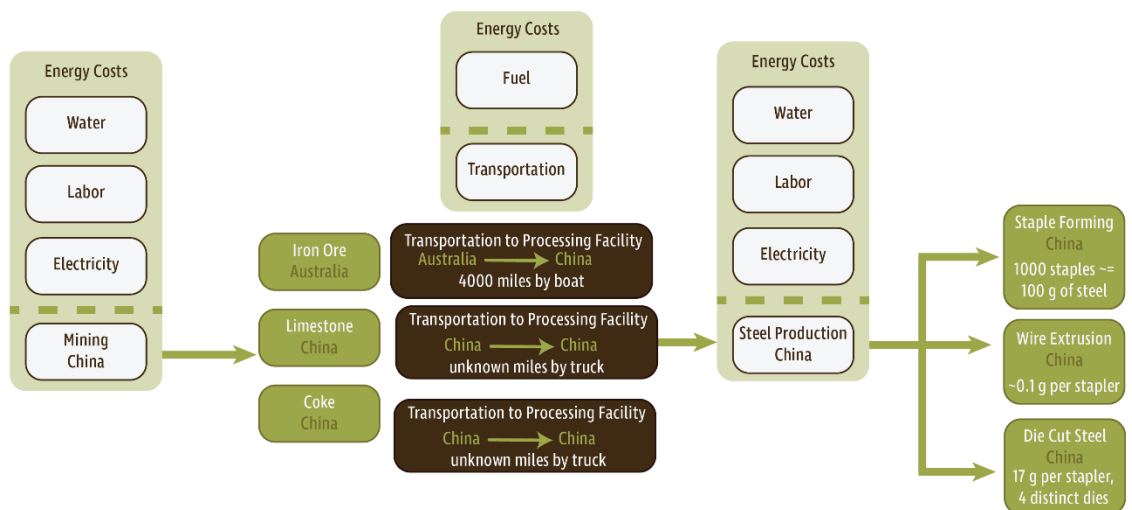 Energy Costs
Water
Labor
Electricity
Mining
China
Energy Costs
Fuel
Transportation
Iron Ore
Australia
Limestone
China
Coke
China
Transportation to Processing Facility
Australia China
4000 miles by boat
Transportation to Processing Facility
China China
unknown miles by truck
Transportation to Processing Facility
China China
unknown miles by truck
Energy Costs
Water
Labor
Electricity
Steel Production
China
Staple Forming
China
1000 staples ~=
100 g of steel
Wire Extrusion
China
~0.1 g per stapler
Die Cut Steel
China
17 g per stapler,
4 distinct dies